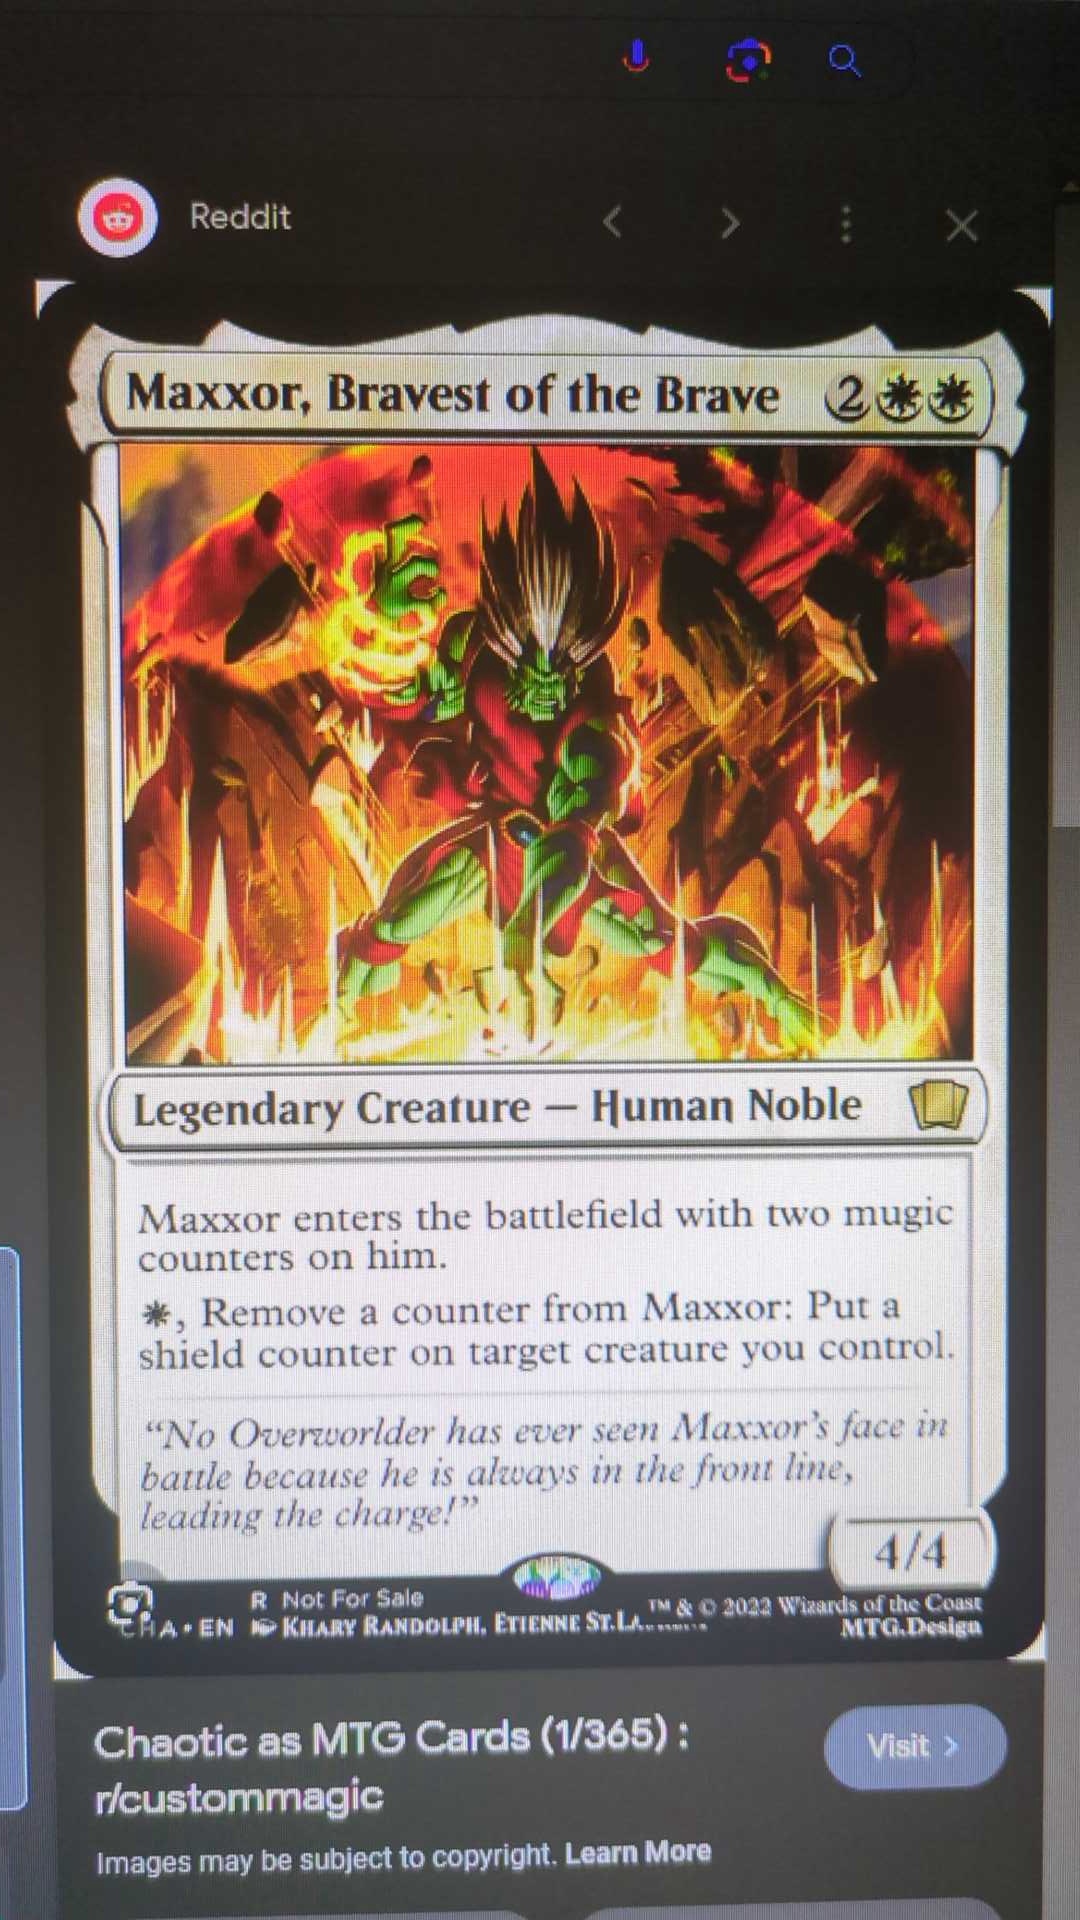 Reddit
Maxxor, Bravest of the Brave 2
Legendary Creature — Human Noble
Maxxor enters the battlefield with two mugic
counters on him.
, Remove a counter from Maxxor: Put a
shield counter on target creature you control.
“No Overworlder has ever seen Maxxor’s face in
battle because he is always in the front line,
leading the charge!”
4/4
R Not For Sale
CHA • EN KHARY RANDOLPH, ETIENNE ST.LA.........
™ & © 2022 Wizards of the Coast
MTG.Design
Chaotic as MTG Cards (1/365) :
r/custommagic
Visit >
Images may be subject to copyright. Learn More